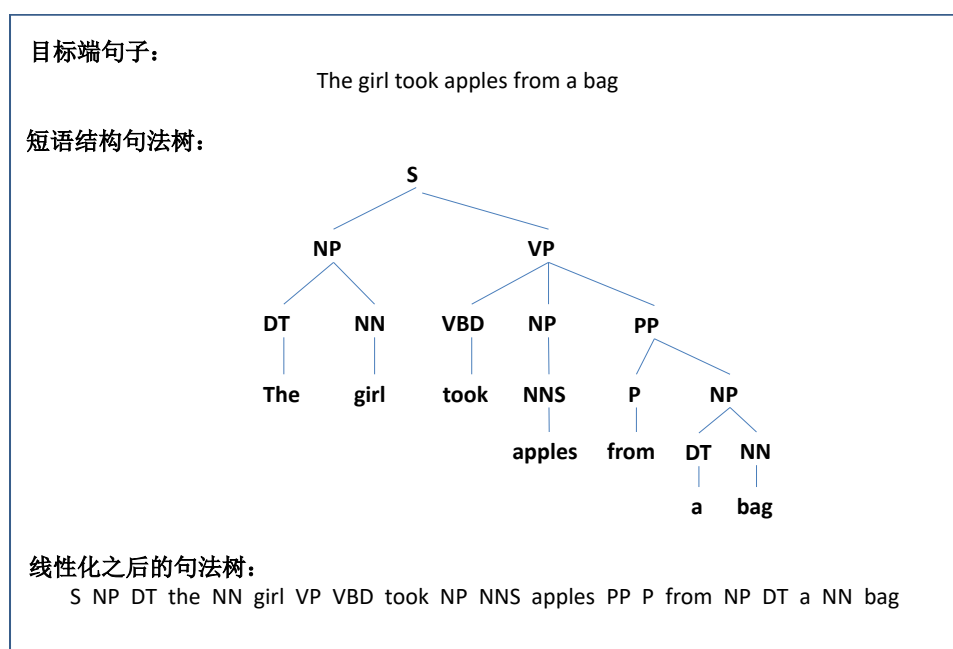 目标端句子：
The girl took apples from a bag
短语结构句法树：
S
NP VP
DT NN VBD NP PP
The girl took NNS P NP
apples from DT NN
a bag
线性化之后的句法树：
S NP DT the NN girl VP VBD took NP NNS apples PP P from NP DT a NN bag